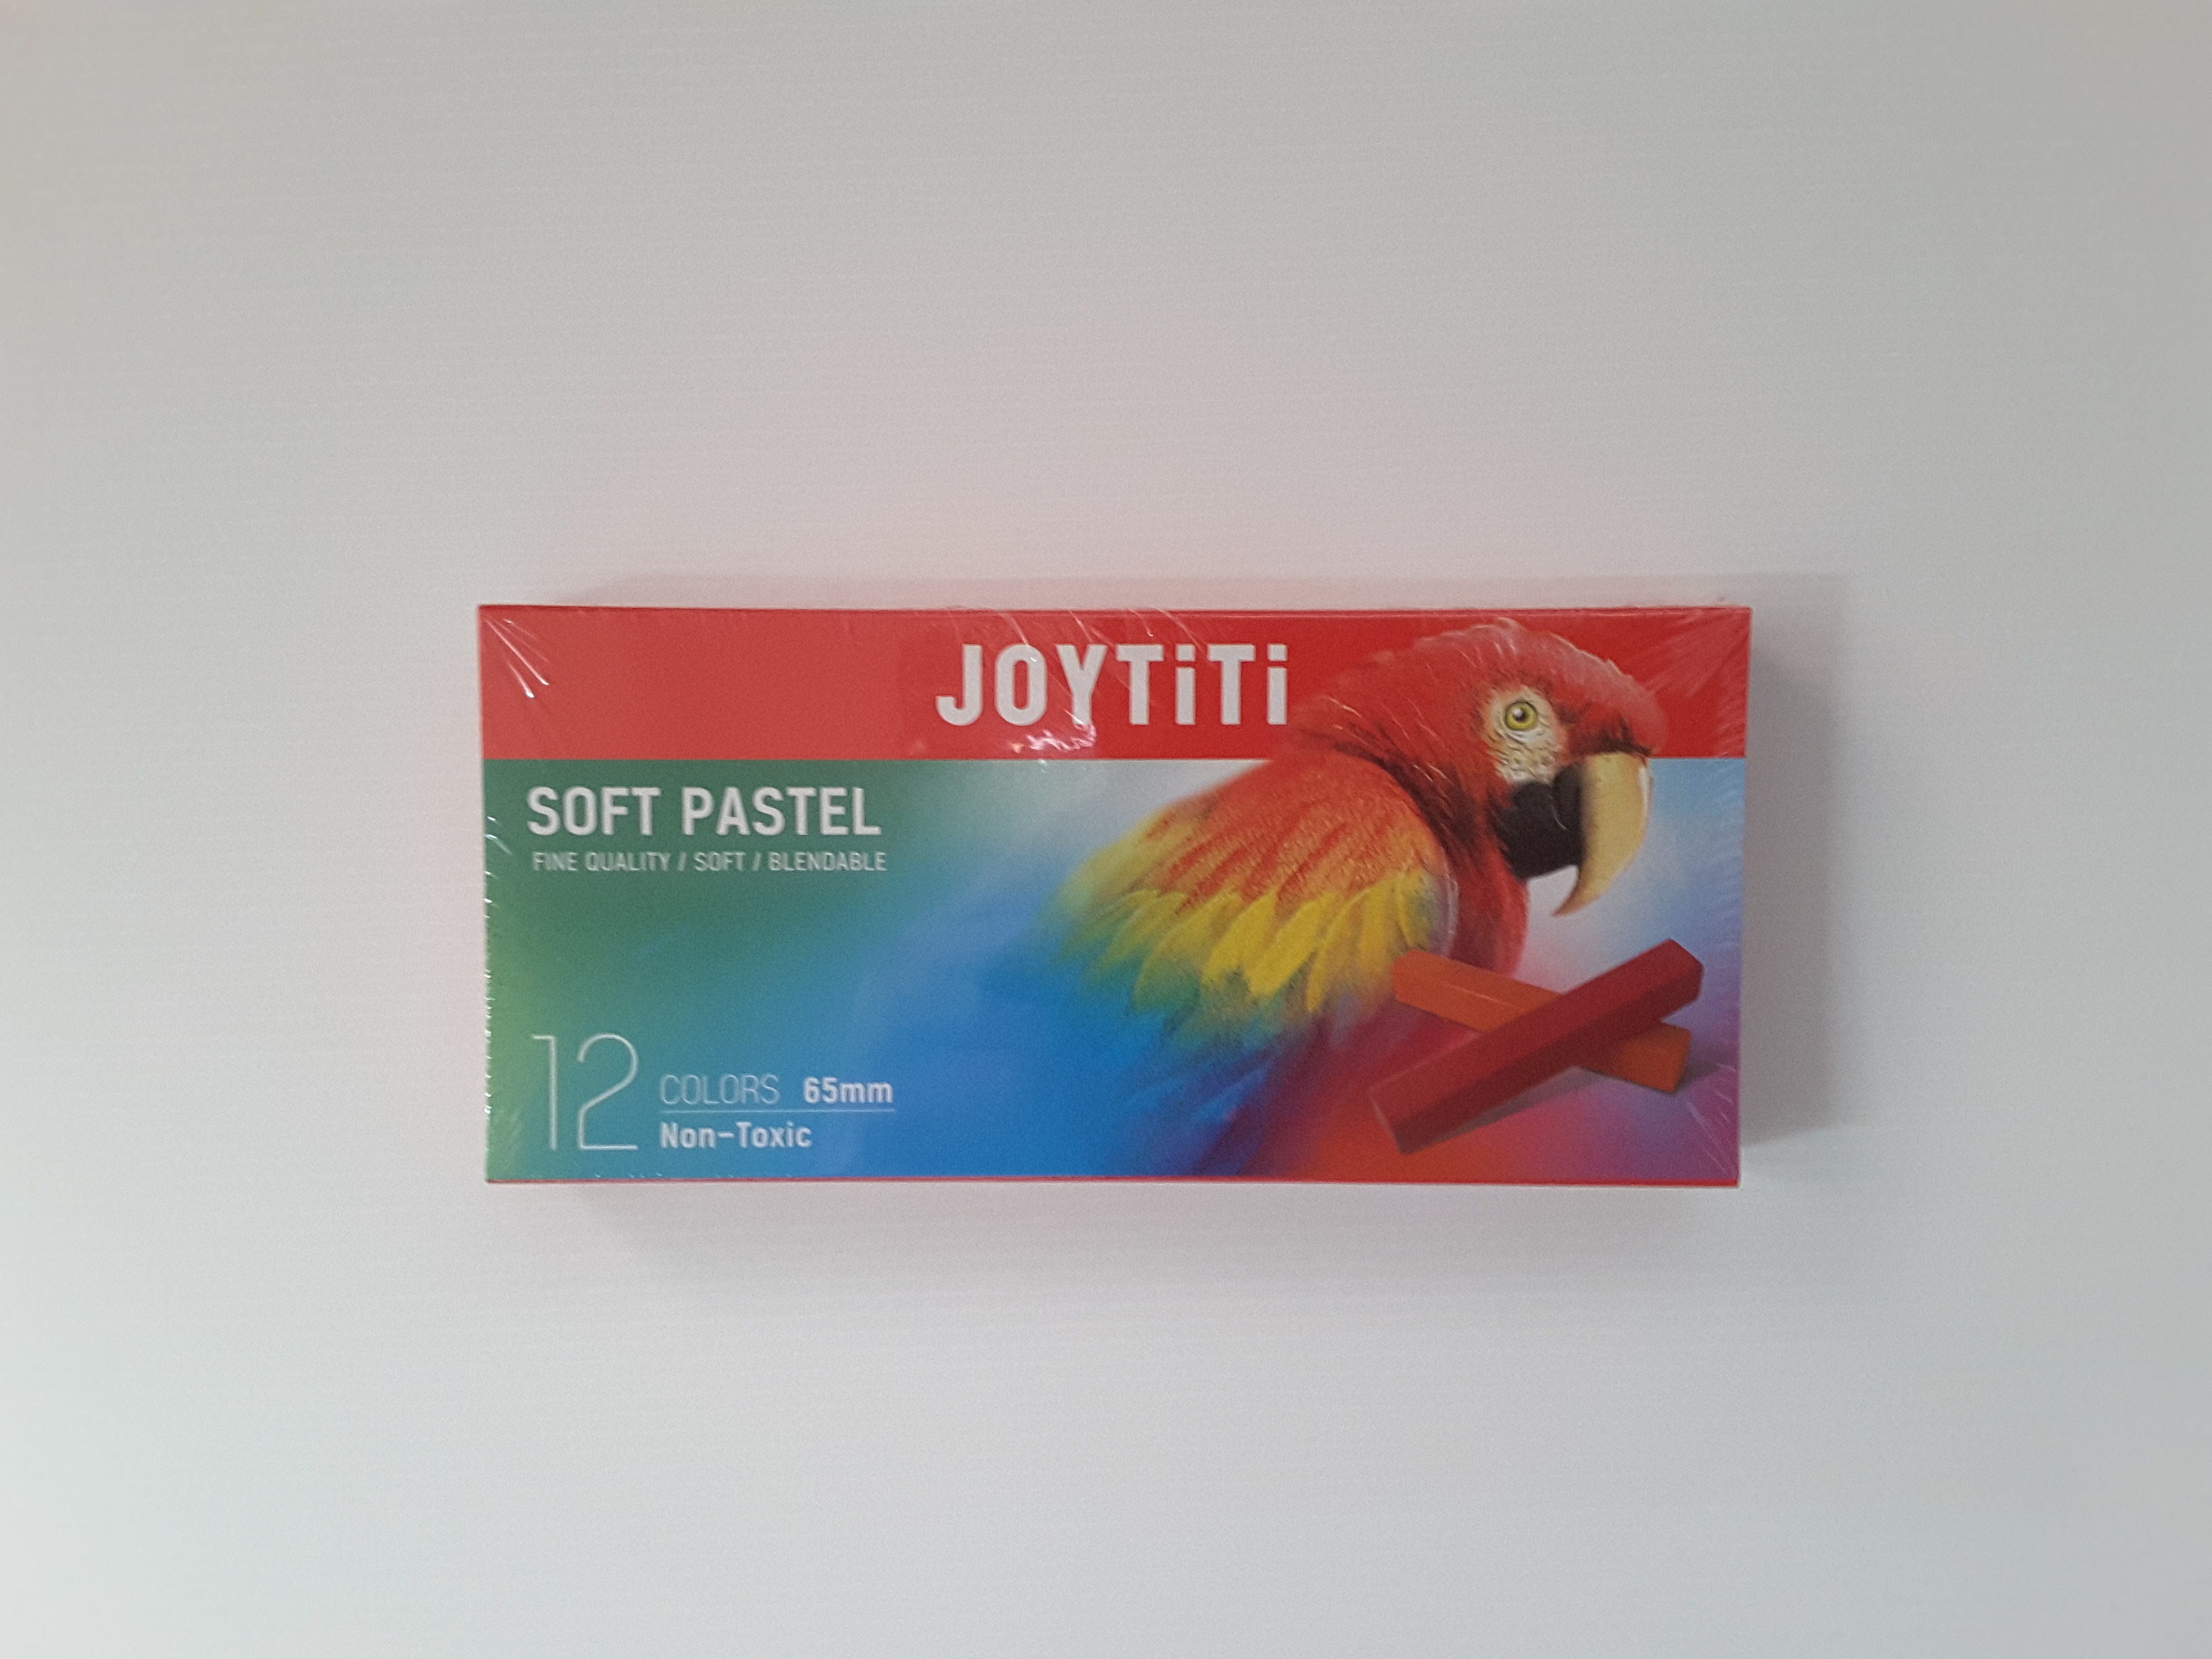 JOYTiTi
SOFT PASTEL
FINE QUALITY / SOFT / BLENDABLE
12 COLORS 65mm
Non-Toxic